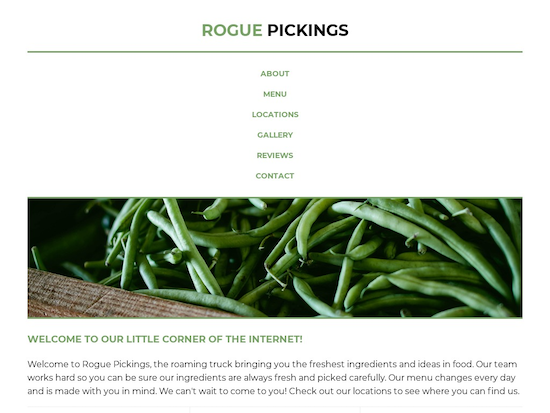 ROGUE PICKINGS
ABOUT
MENU
LOCATIONS
GALLERY
REVIEWS
CONTACT
WELCOME TO OUR LITTLE CORNER OF THE INTERNET!
Welcome to Rogue Pickings, the roaming truck bringing you the freshest ingredients and ideas in food. Our team
works hard so you can be sure our ingredients are always fresh and picked carefully. Our menu changes every day
and is made with you in mind. We can't wait to come to you! Check out our locations to see where you can find us.